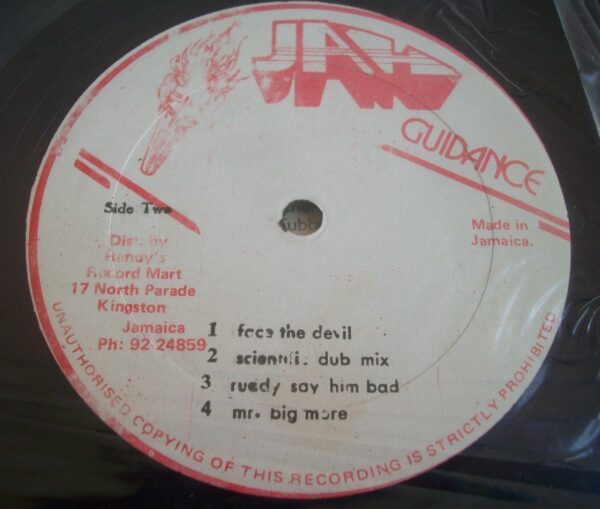 JAH
GUIDANCE
Side Two
Made in
Jamaica.
Dist. by
Randy's
Record Mart
17 North Parade
Kingston
Jamaica
Ph: 92-24859
1 face the devil
2 scientific dub mix
3 ruedy say him bad
4 mr. big more
UNAUTHORISED COPYING OF THIS RECORDING IS STRICTLY PROHIBITED